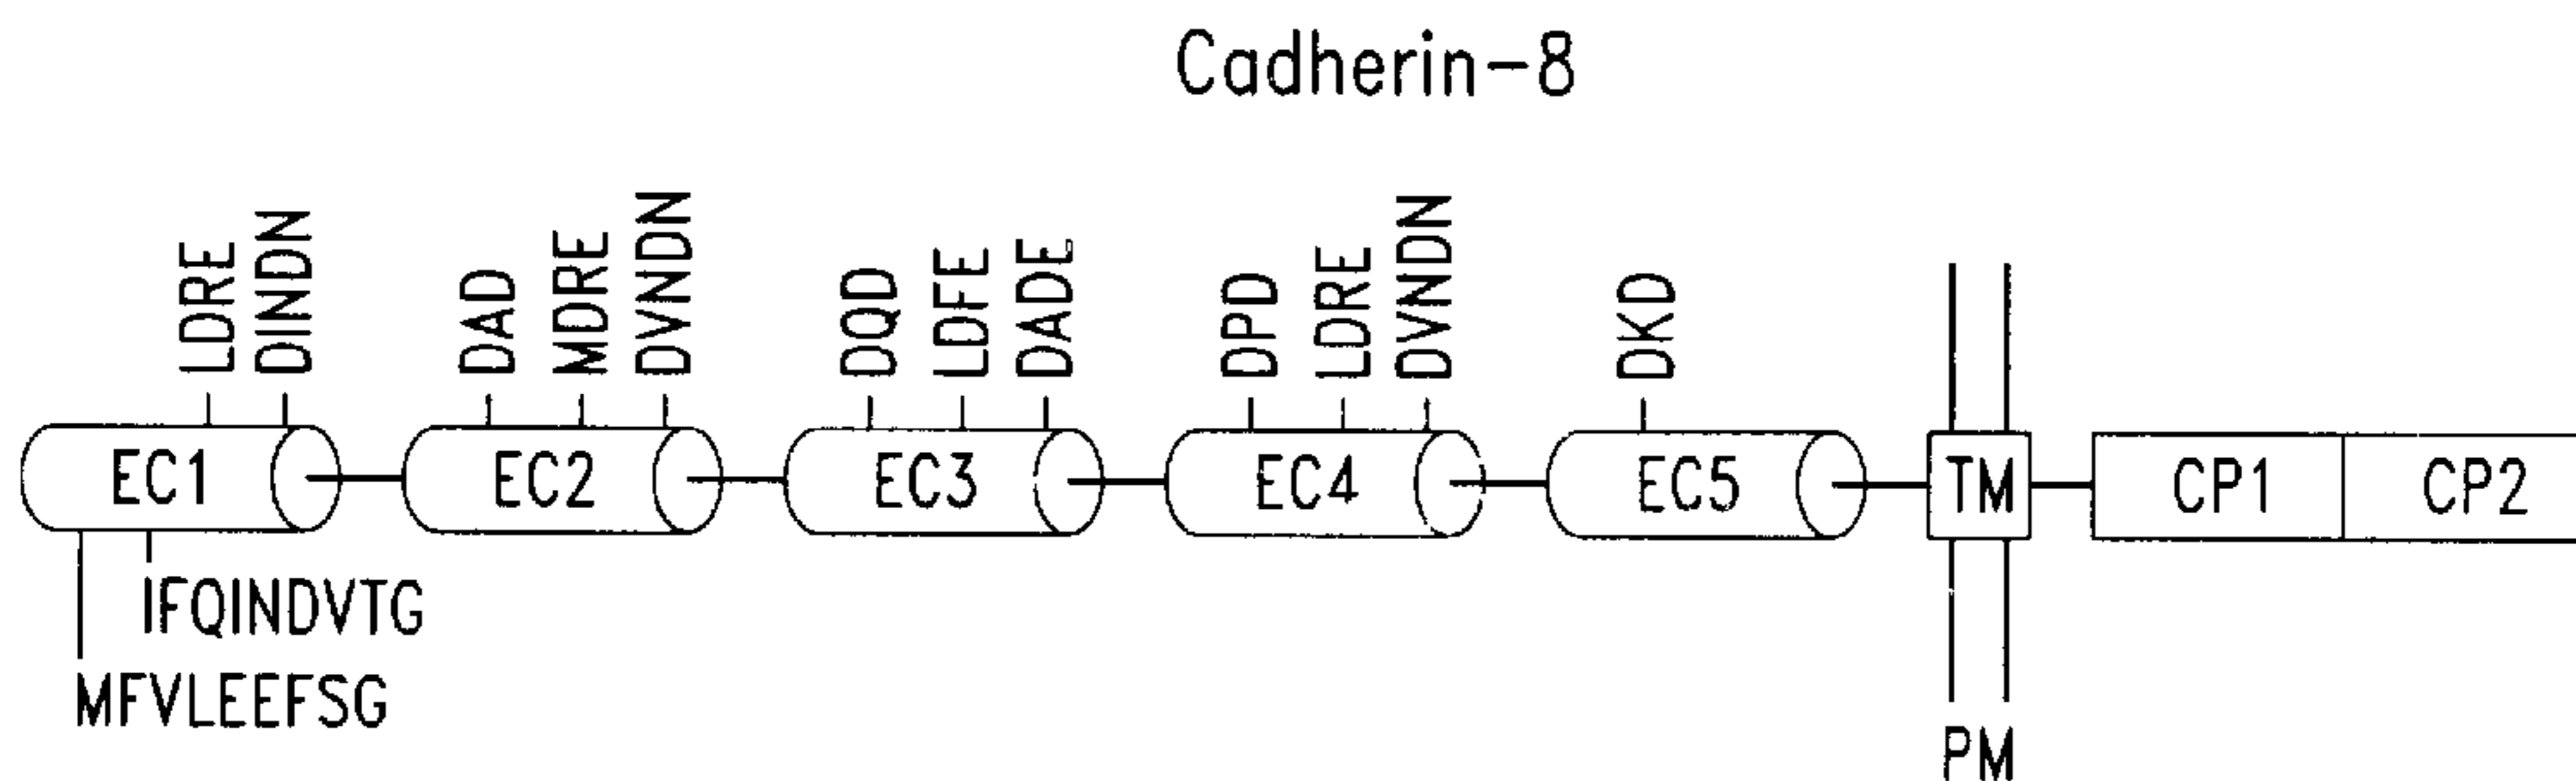 Cadherin-8
LDRE
DINDN
DAD
MDRE
DVNDN
DQD
LDFE
DADE
DPD
LDRE
DVNDN
DKD
EC1
EC2
EC3
EC4
EC5
TM
CP1
CP2
IFQINDVTG
MFVLEEFSG
PM